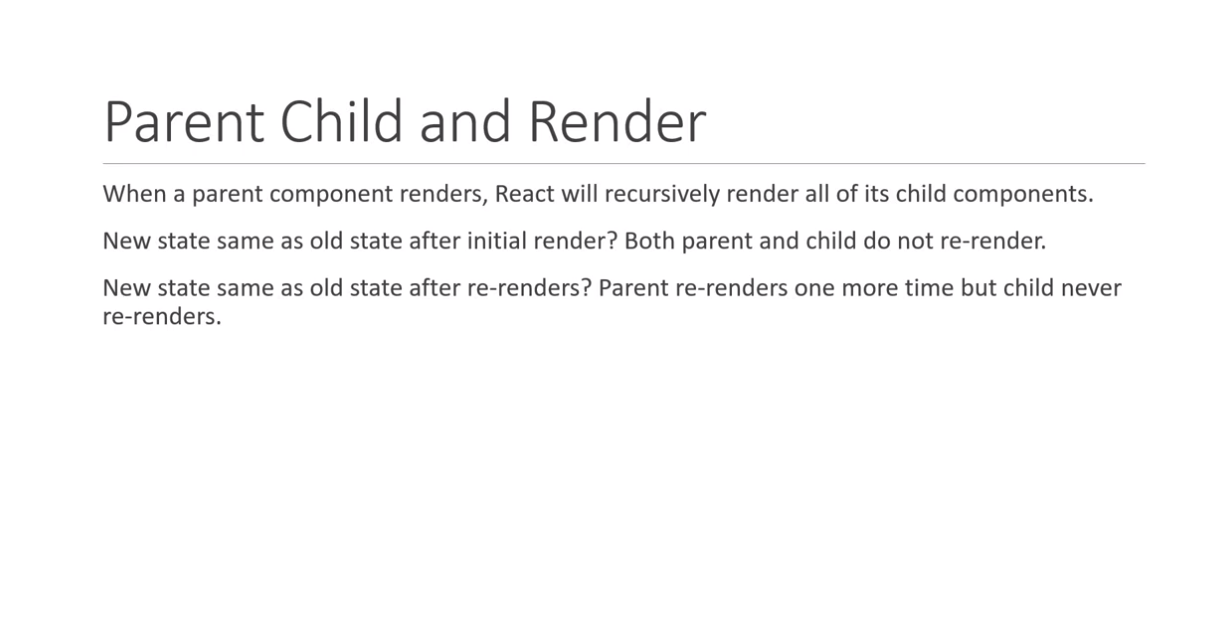 Parent Child and Render
When a parent component renders, React will recursively render all of its child components.
New state same as old state after initial render? Both parent and child do not re-render.
New state same as old state after re-renders? Parent re-renders one more time but child never
re-renders.